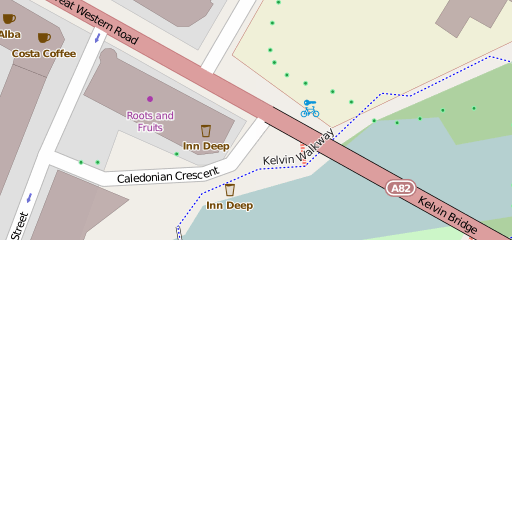 eat Western Road
Alba
Costa Coffee
Roots and
Fruits
Inn Deep
Kelvin Walkway
Caledonian Crescent
A82
Inn Deep
Kelvin Bridge
Street